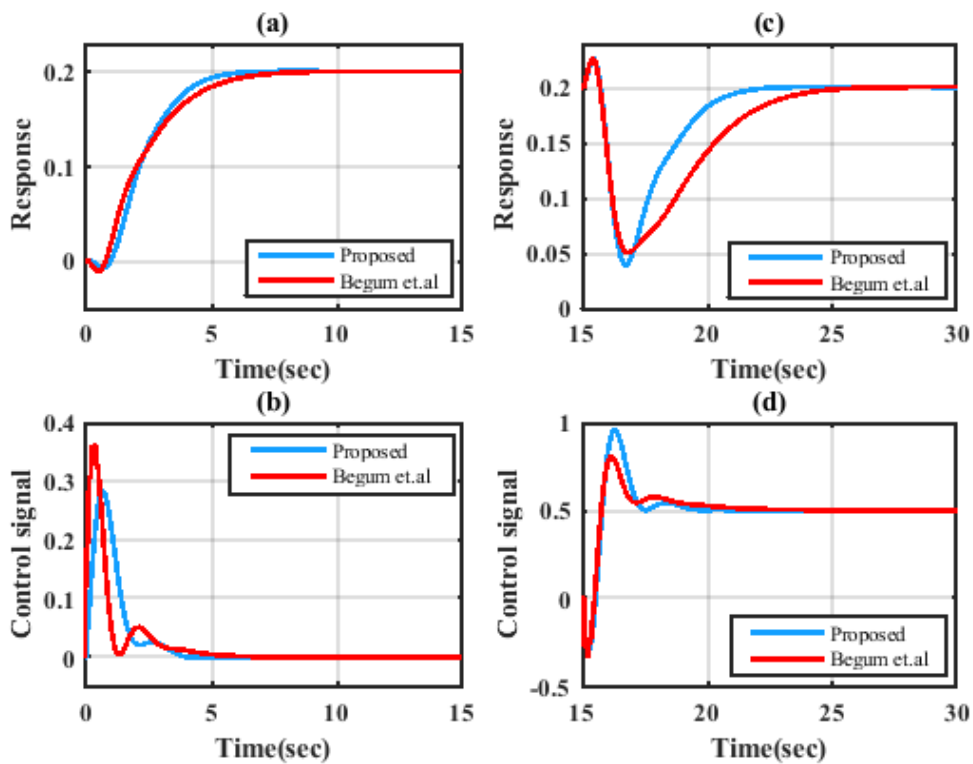 (a)
Response
0.2
0.1
0
Proposed
Begum et.al
0
5
10
15
Time(sec)
(c)
Response
0.2
0.15
0.1
0.05
0
Proposed
Begum et.al
15
20
25
30
Time(sec)
(b)
Control signal
0.4
0.3
0.2
0.1
0
Proposed
Begum et.al
0
5
10
15
Time(sec)
(d)
Control signal
1
0.5
0
-0.5
Proposed
Begum et.al
15
20
25
30
Time(sec)